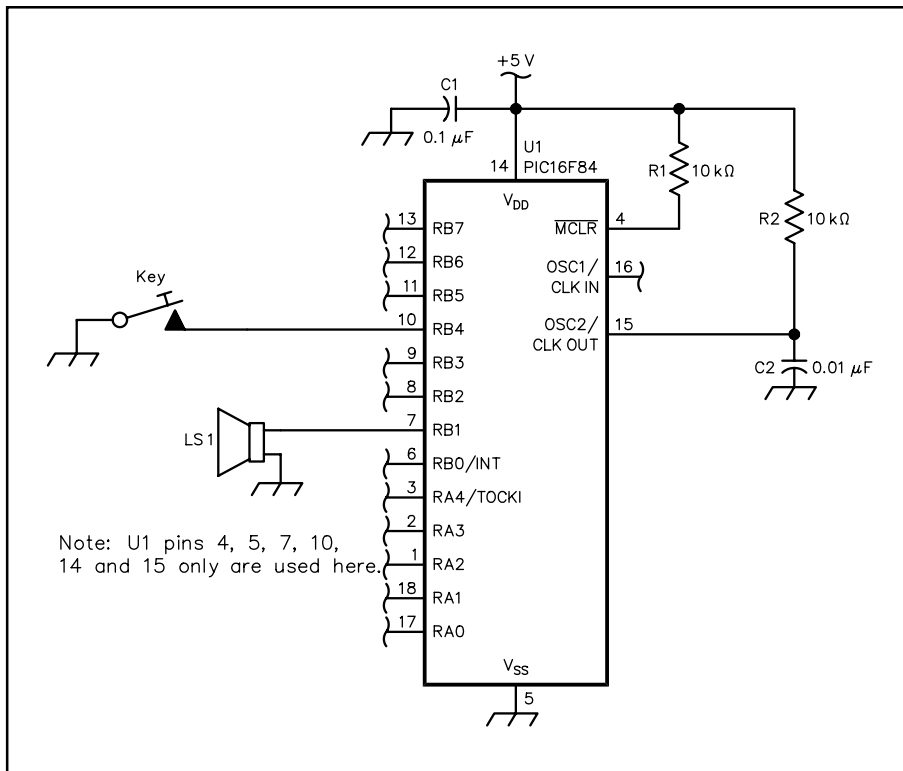 +5 V
C1
0.1 μF
U1
PIC16F84
14
VDD
R1
10 kΩ
R2
10 kΩ
13
RB7
12
RB6
11
RB5
10
RB4
9
RB3
8
RB2
7
RB1
6
RB0/INT
3
RA4/TOCKI
2
RA3
1
RA2
18
RA1
17
RA0
4
MCLR
OSC1/
CLK IN
16
OSC2/
CLK OUT
15
C2
0.01 μF
Key
LS1
Note: U1 pins 4, 5, 7, 10,
14 and 15 only are used here.
VSS
5